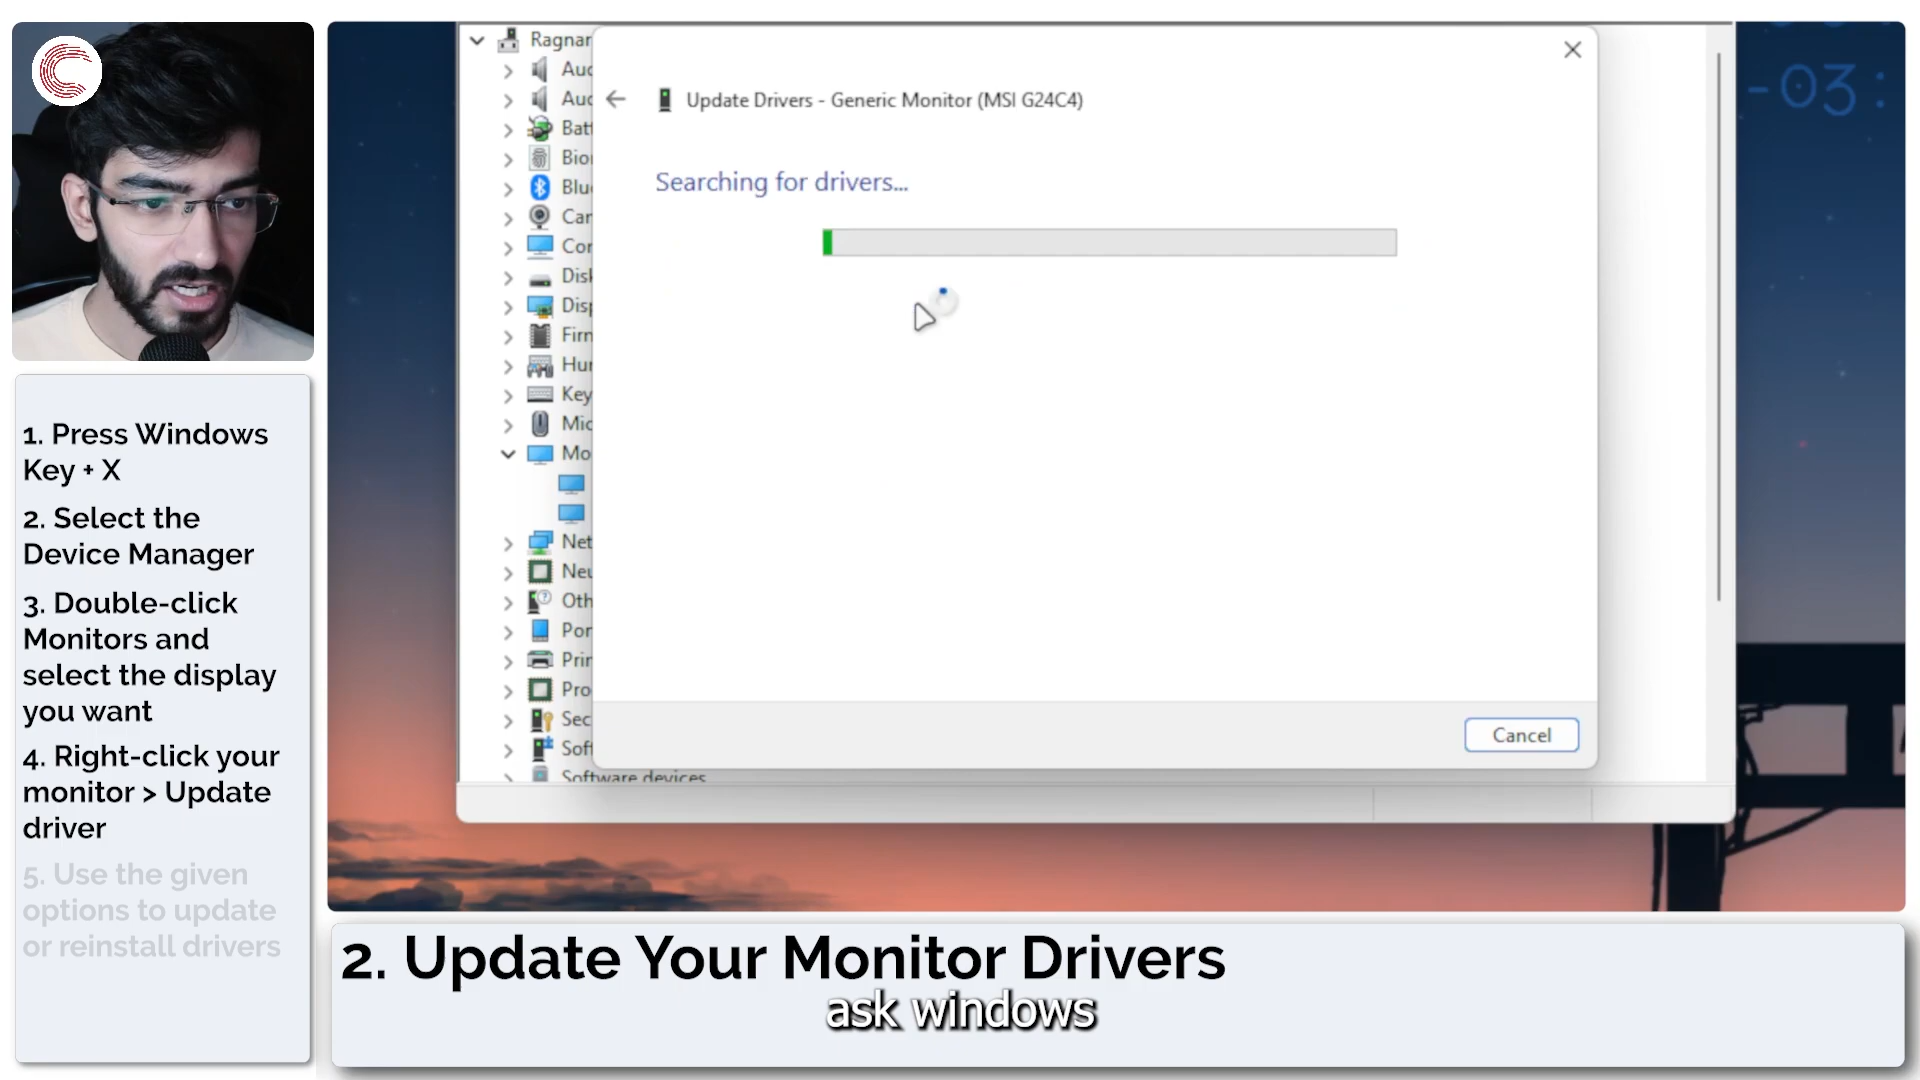 Ragnar
Update Drivers - Generic Monitor (MSI G24C4)
Searching for drivers...
Aud
Aud
Batt
Bio
Blu
Car
Cor
Disk
Disp
Firn
Hur
Key
Mic
Mo
Net
Neu
Oth
Por
Prir
Pro
Sec
Soft
Software devices
Cancel
-03:
1. Press Windows
Key + X
2. Select the
Device Manager
3. Double-click
Monitors and
select the display
you want
4. Right-click your
monitor > Update
driver
5. Use the given
options to update
or reinstall drivers
2. Update Your Monitor Drivers
ask windows